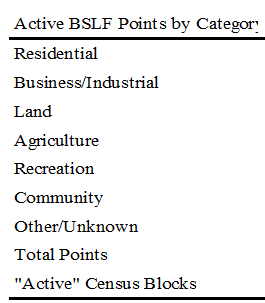 Active BSLF Points by Category
Residential
Business/Industrial
Land
Agriculture
Recreation
Community
Other/Unknown
Total Points
"Active" Census Blocks